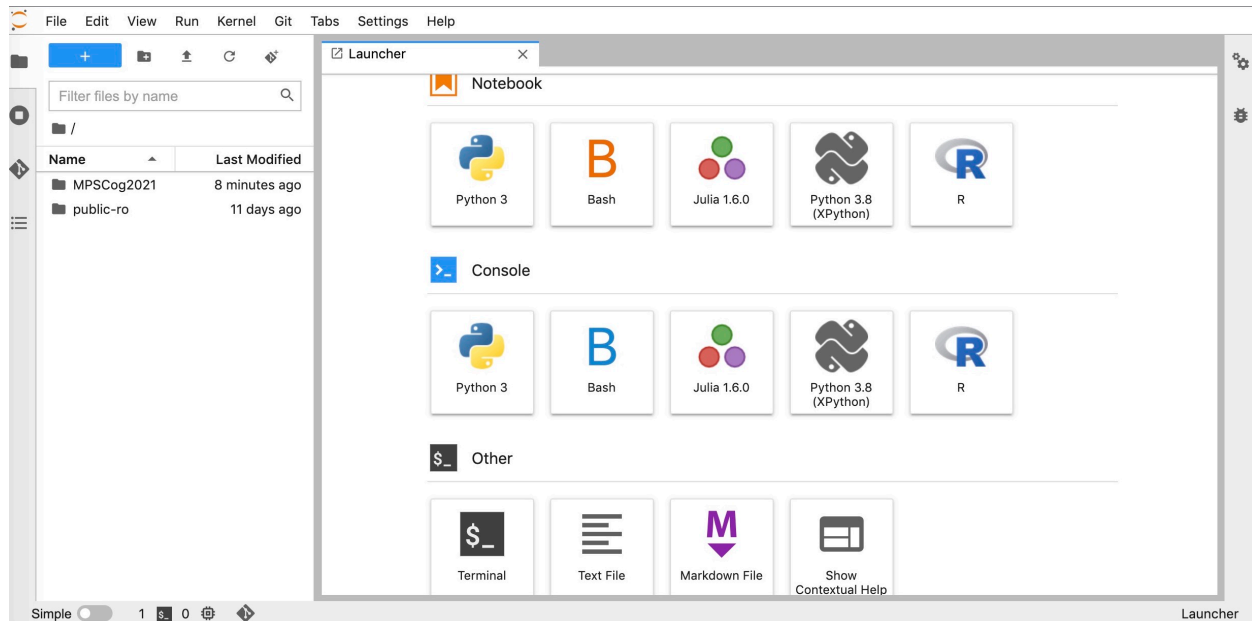 File Edit View Run Kernel Git Tabs Settings Help
+
Filter files by name
/
Name Last Modified
MPSCog2021 8 minutes ago
public-ro 11 days ago
Launcher
Notebook
Python 3
Bash
Julia 1.6.0
Python 3.8
(XPython)
R
Console
Python 3
Bash
Julia 1.6.0
Python 3.8
(XPython)
R
$_ Other
Terminal
Text File
Markdown File
Show
Contextual Help
Simple 1 $_ 0
Launcher